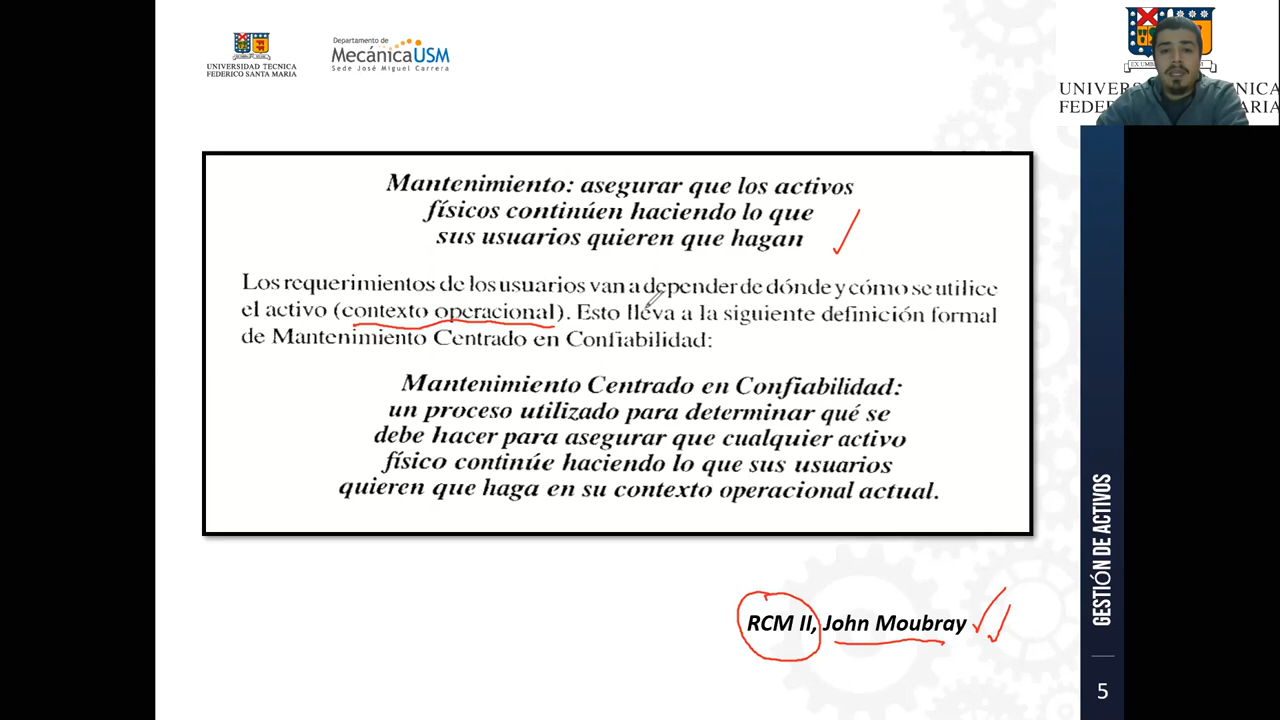 UNIVERSIDAD TECNICA
FEDERICO SANTA MARIA
Departamento de
MecánicaUSM
Sede José Miguel Carrera
UNIVER
NICA
FEDE
ARIA
Mantenimiento: asegurar que los activos
físicos continúen haciendo lo que
sus usuarios quieren que hagan
Los requerimientos de los usuarios van a depender de dónde y cómo se utilice
el activo (contexto operacional). Esto lleva a la siguiente definición formal
de Mantenimiento Centrado en Confiabilidad:
Mantenimiento Centrado en Confiabilidad:
un proceso utilizado para determinar qué se
debe hacer para asegurar que cualquier activo
físico continúe haciendo lo que sus usuarios
quieren que haga en su contexto operacional actual.
RCM II, John Moubray
GESTIÓN DE ACTIVOS
5